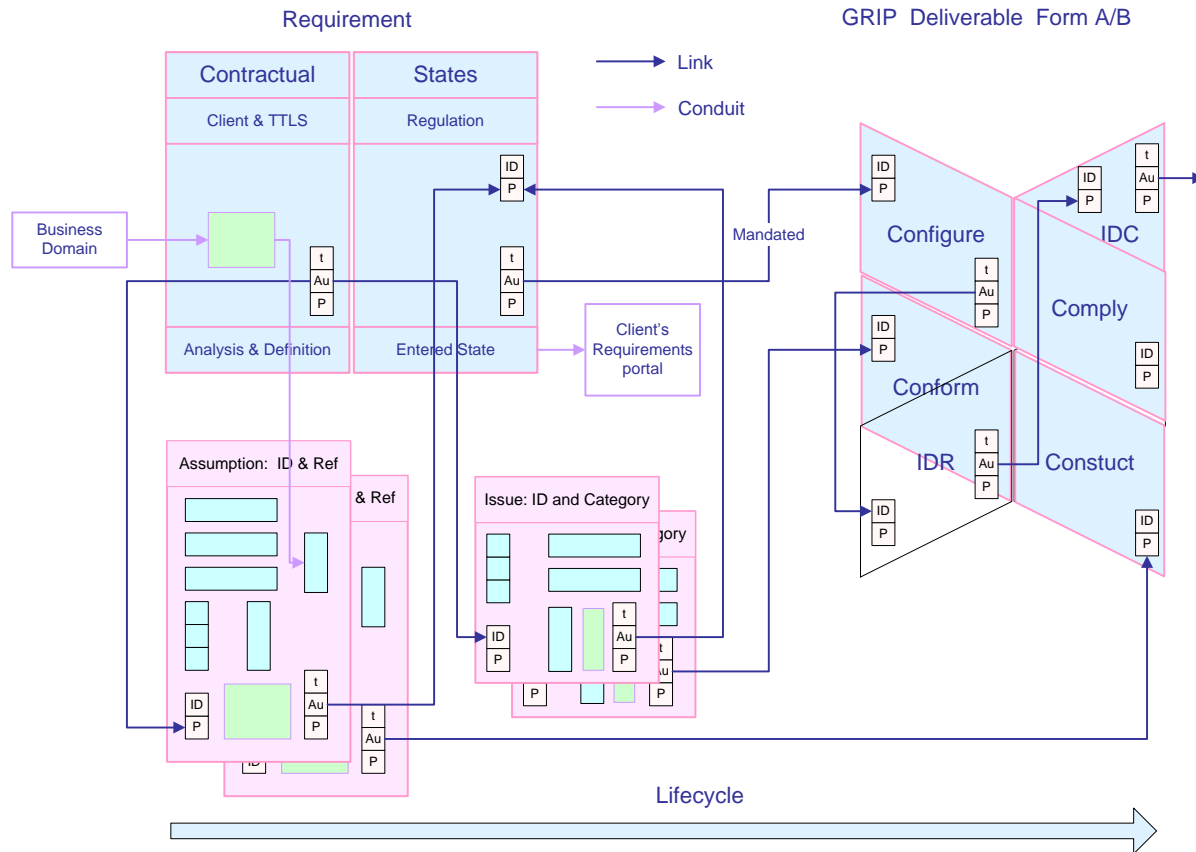 Requirement
GRIP Deliverable Form A/B
Contractual
States
Link
Conduit
Client & TTLS
Regulation
ID
P
Business
Domain
t
Au
P
t
Au
P
Analysis & Definition
Entered State
Client's
Requirements
portal
Mandated
ID
P
Configure
t
Au
P
ID
P
t
Au
P
IDC
Comply
ID
P
Conform
ID
P
IDR
t
Au
P
Constuct
ID
P
ID
P
Assumption: ID & Ref
& Ref
ID
P
t
Au
P
t
Au
P
ID
Issue: ID and Category
gory
ID
P
t
Au
P
t
Au
P
P
Lifecycle